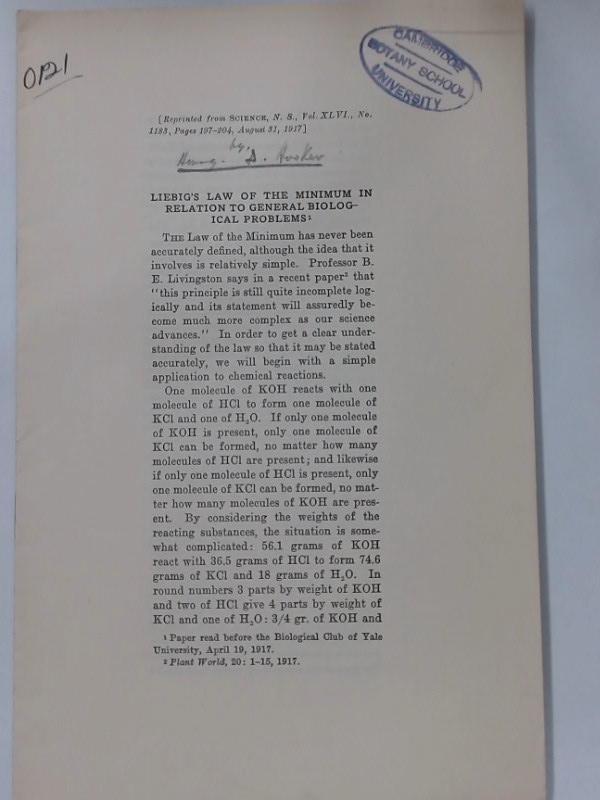 OP21
CAMBRIDGE
BOTANY SCHOOL
UNIVERSITY
[Reprinted from SCIENCE, N. S., Vol. XLVI., No.
1183, Pages 197-204, August 31, 1917]
by
Henry. D. Hooker
LIEBIG'S LAW OF THE MINIMUM IN
RELATION TO GENERAL BIOLOG-
ICAL PROBLEMS¹
THE Law of the Minimum has never been
accurately defined, although the idea that it
involves is relatively simple. Professor B.
E. Livingston says in a recent paper² that
"this principle is still quite incomplete log-
ically and its statement will assuredly be-
come much more complex as our science
advances." In order to get a clear under-
standing of the law so that it may be stated
accurately, we will begin with a simple
application to chemical reactions.
One molecule of KOH reacts with one
molecule of HCl to form one molecule of
KCl and one of H₂O. If only one molecule
of KOH is present, only one molecule of
KCl can be formed, no matter how many
molecules of HCl are present; and likewise
if only one molecule of HCl is present, only
one molecule of KCl can be formed, no mat-
ter how many molecules of KOH are pres-
ent. By considering the weights of the
reacting substances, the situation is some-
what complicated: 56.1 grams of KOH
react with 36.5 grams of HCl to form 74.6
grams of KCl and 18 grams of H₂O. In
round numbers 3 parts by weight of KOH
and two of HCl give 4 parts by weight of
KCl and one of H₂O: 3/4 gr. of KOH and
¹ Paper read before the Biological Club of Yale
University, April 19, 1917.
² Plant World, 20: 1-15, 1917.